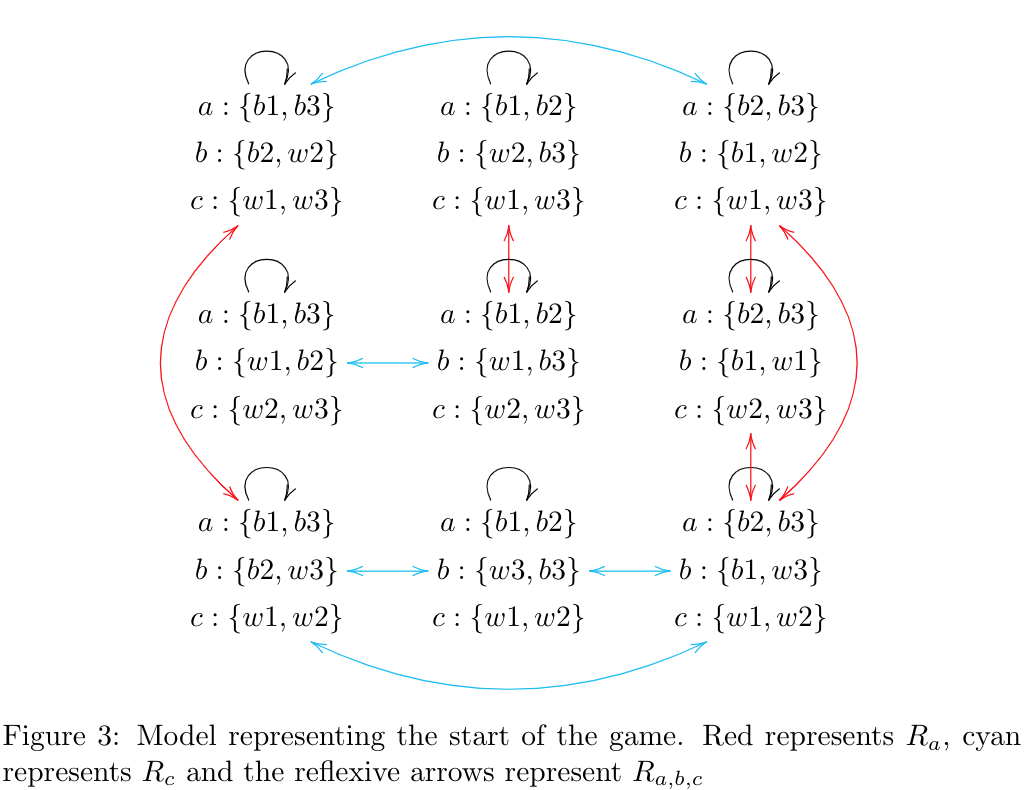 a : {b1, b3} a : {b1, b2} a : {b2, b3}
b : {b2, w2} b : {w2, b3} b : {b1, w2}
c : {w1, w3} c : {w1, w3} c : {w1, w3}
a : {b1, b3} a : {b1, b2} a : {b2, b3}
b : {w1, b2} b : {w1, b3} b : {b1, w1}
c : {w2, w3} c : {w2, w3} c : {w2, w3}
a : {b1, b3} a : {b1, b2} a : {b2, b3}
b : {b2, w3} b : {w3, b3} b : {b1, w3}
c : {w1, w2} c : {w1, w2} c : {w1, w2}
Figure 3: Model representing the start of the game. Red represents R_a, cyan
represents R_c and the reflexive arrows represent R_{a,b,c}